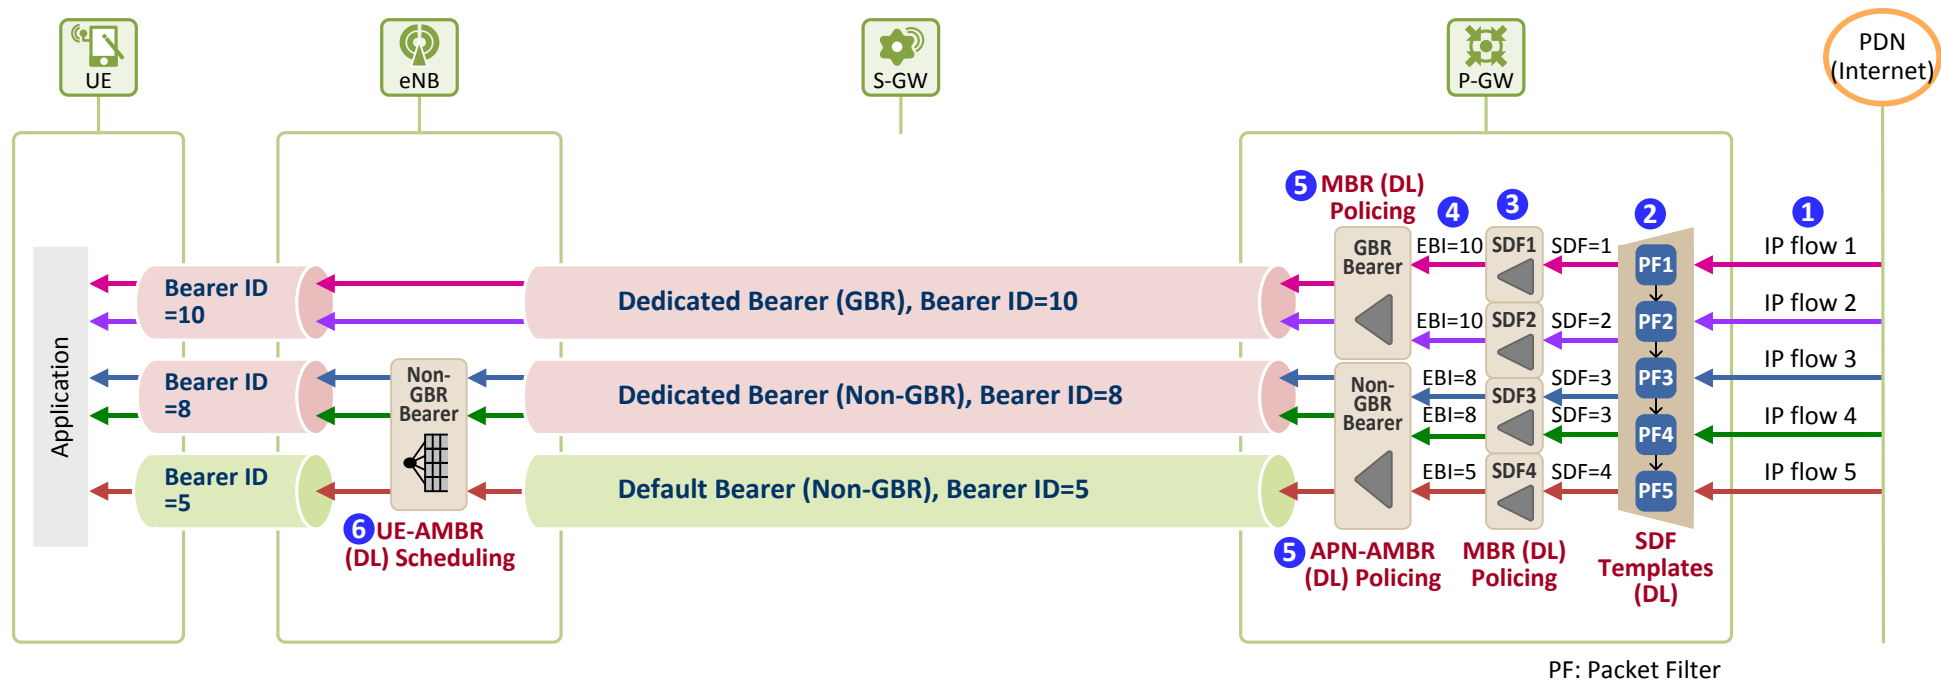 UE
eNB
S-GW
P-GW
PDN
(Internet)
5 MBR (DL)
Policing
4
3
2
1
GBR
Bearer
EBI=10
SDF1
SDF=1
PF1
IP flow 1
EBI=10
SDF2
SDF=2
PF2
IP flow 2
EBI=8
SDF3
SDF=3
PF3
IP flow 3
EBI=8
SDF=3
PF4
IP flow 4
EBI=5
SDF4
SDF=4
PF5
IP flow 5
Non-
GBR
Bearer
Application
Bearer ID
=10
Dedicated Bearer (GBR), Bearer ID=10
Bearer ID
=8
Non-
GBR
Bearer
Dedicated Bearer (Non-GBR), Bearer ID=8
Bearer ID
=5
Default Bearer (Non-GBR), Bearer ID=5
6 UE-AMBR
(DL) Scheduling
5 APN-AMBR
(DL) Policing
MBR (DL)
Policing
SDF
Templates
(DL)
PF: Packet Filter